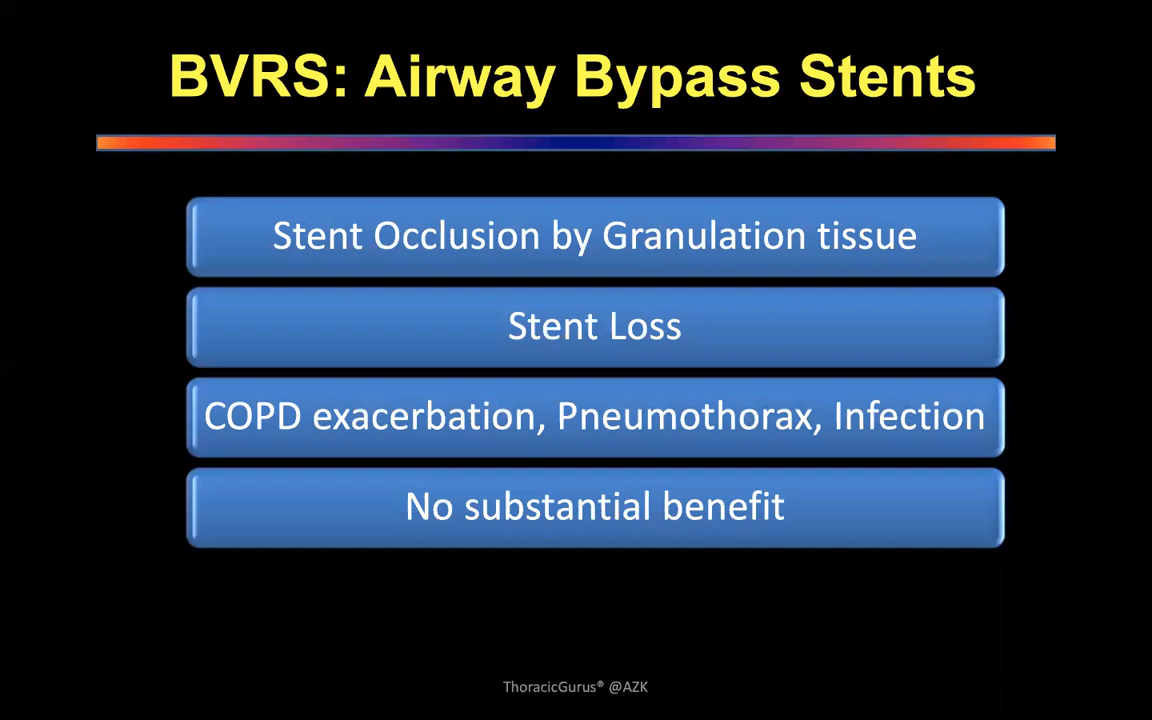 BVRS: Airway Bypass Stents
Stent Occlusion by Granulation tissue
Stent Loss
COPD exacerbation, Pneumothorax, Infection
No substantial benefit
ThoracicGurus® @AZK